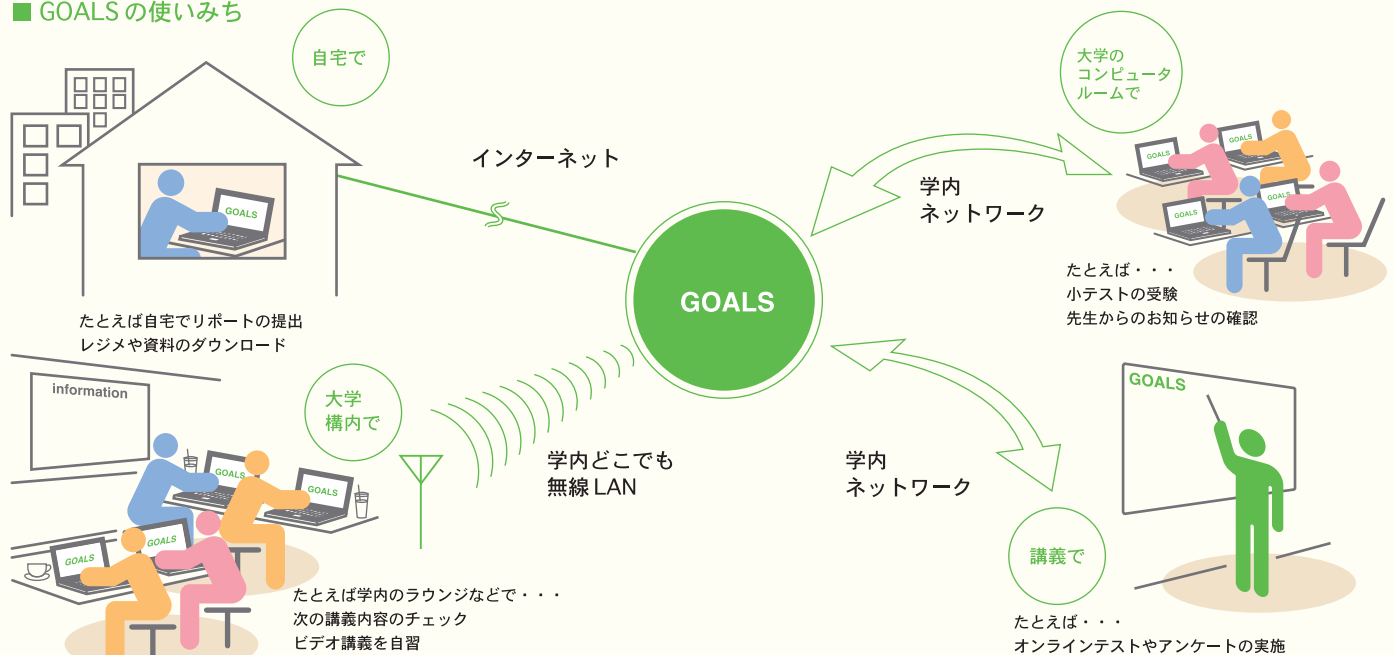 ■ GOALSの使いみち
自宅で
GOALS
たとえば自宅でリポートの提出
レジメや資料のダウンロード
インターネット
GOALS
学内
ネットワーク
大学の
コンピュータ
ルームで
GOALS
GOALS
GOALS
GOALS
たとえば・・・
小テストの受験
先生からのお知らせの確認
information
大学
構内で
GOALS
GOALS
GOALS
GOALS
学内どこでも
無線LAN
たとえば学内のラウンジなどで・・・
次の講義内容のチェック
ビデオ講義を自習
学内
ネットワーク
GOALS
講義で
たとえば・・・
オンラインテストやアンケートの実施